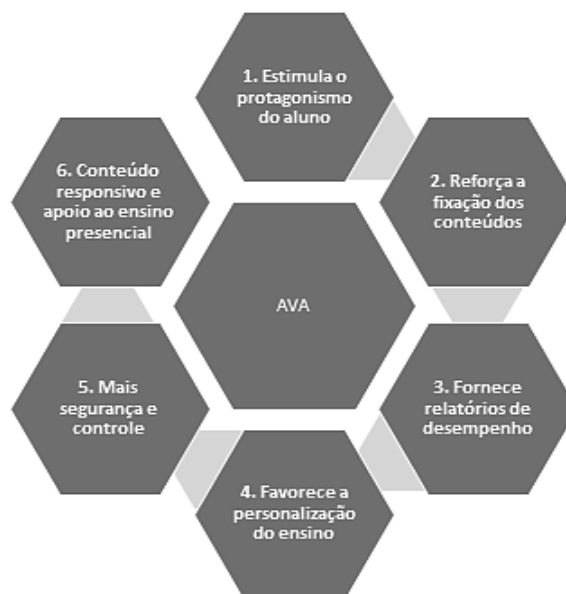 1. Estimula o
protagonismo
do aluno
2. Reforça a
fixação dos
conteúdos
3. Fornece
relatórios de
desempenho
4. Favorece a
personalização
do ensino
5. Mais
segurança e
controle
6. Conteúdo
responsivo e
apoio ao ensino
presencial
AVA